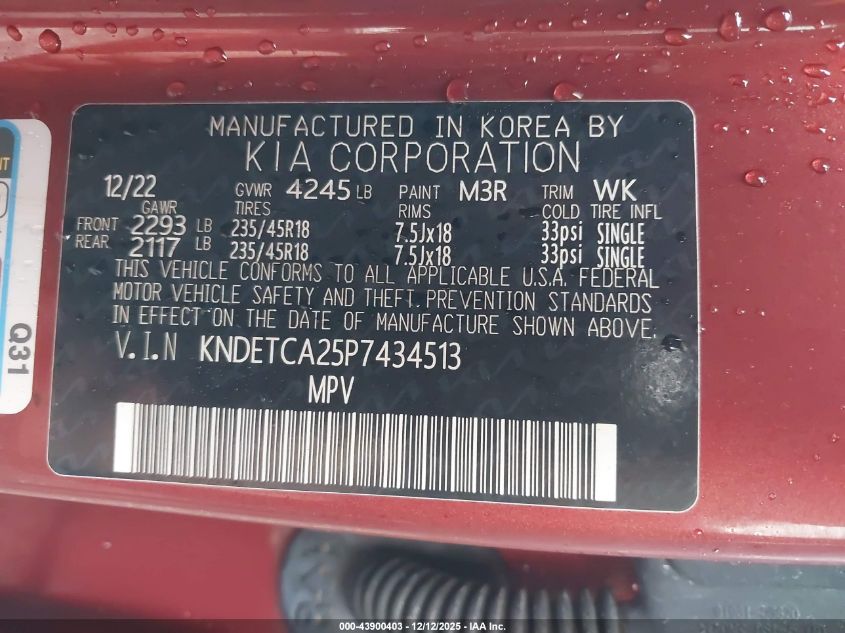 MANUFACTURED IN KOREA BY
KIA CORPORATION
12/22 GVWR 4245 LB PAINT M3R TRIM WK
GAWR TIRES RIMS COLD TIRE INFL
FRONT 2293 LB 235/45R18 7.5Jx18 33psi SINGLE
REAR 2117 LB 235/45R18 7.5Jx18 33psi SINGLE
THIS VEHICLE CONFORMS TO ALL APPLICABLE U.S.A. FEDERAL
MOTOR VEHICLE SAFETY AND THEFT PREVENTION STANDARDS
IN EFFECT ON THE DATE OF MANUFACTURE SHOWN ABOVE.
V.I.N KNDETCA25P7434513
MPV
Q31
000-43900403 - 12/12/2025 - IAA Inc.